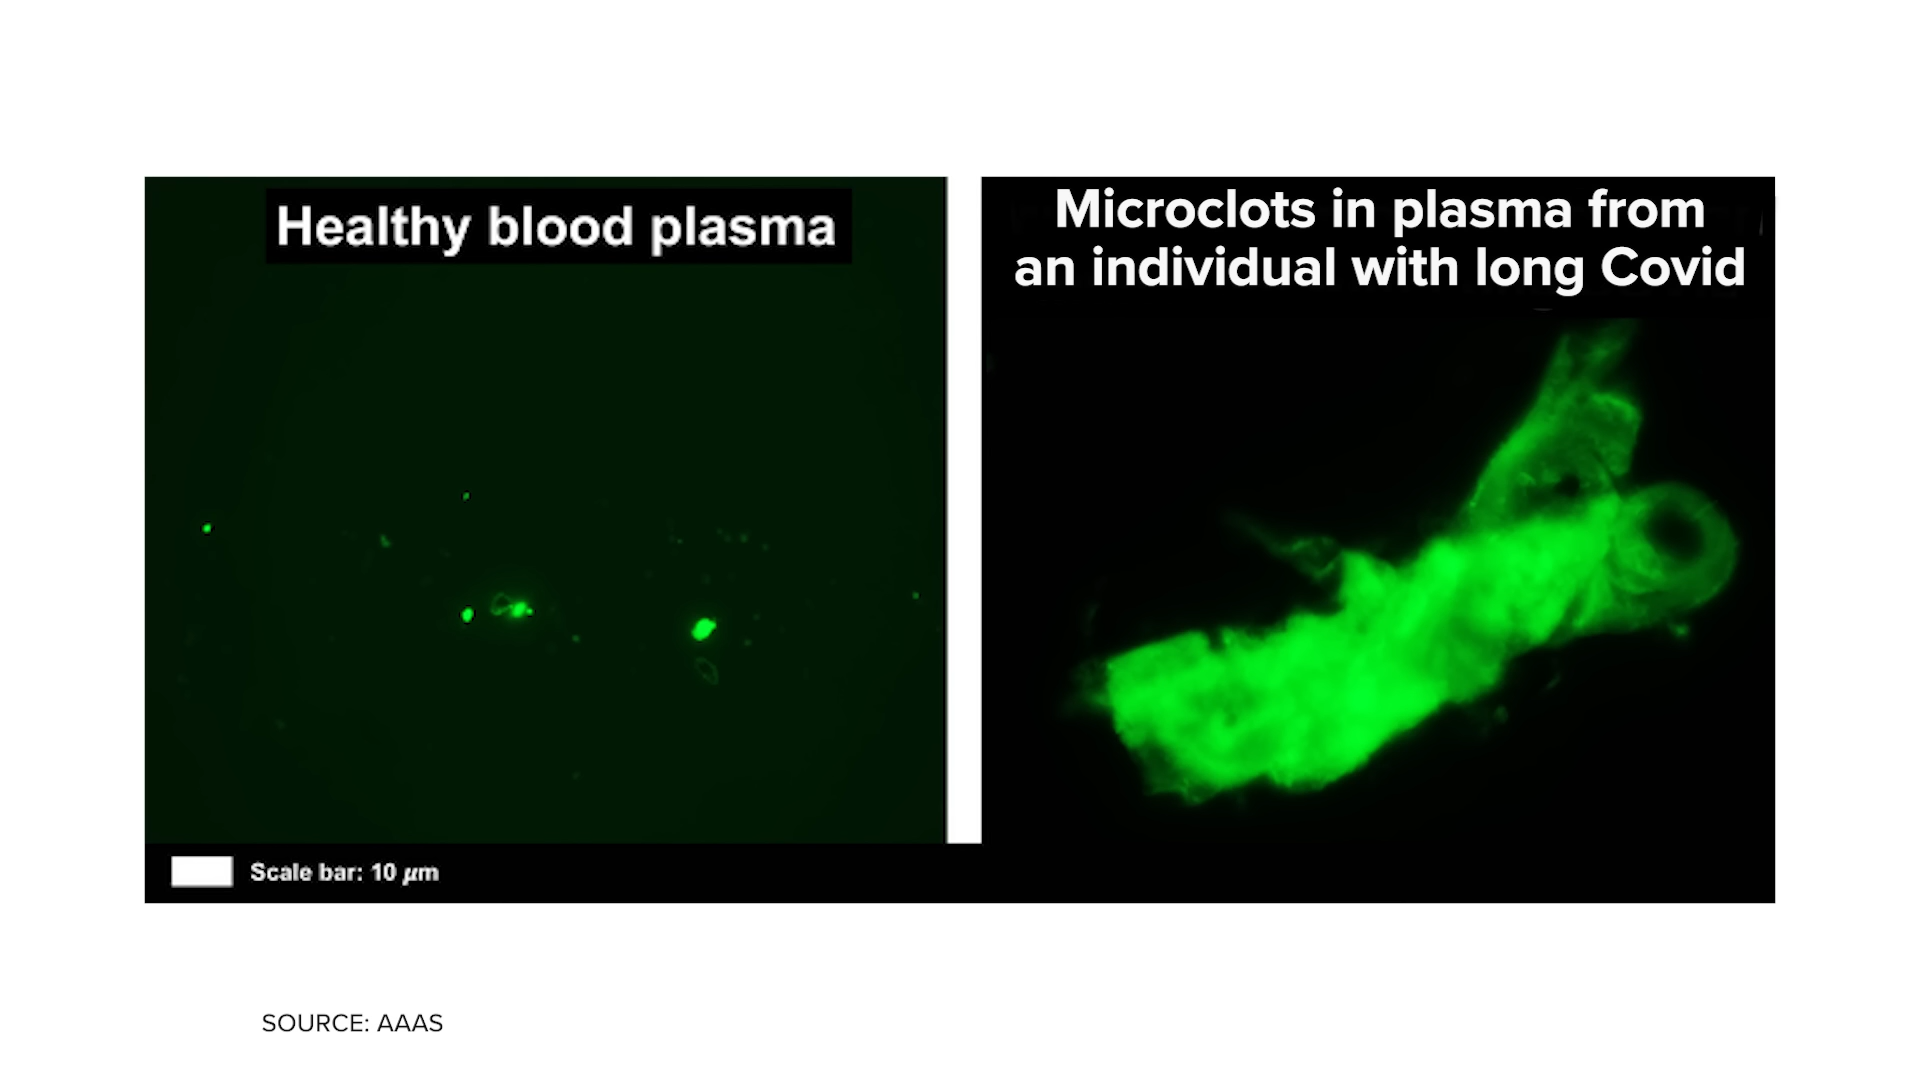 Healthy blood plasma
Microclots in plasma from
an individual with long Covid
Scale bar: 10 μm
SOURCE: AAAS